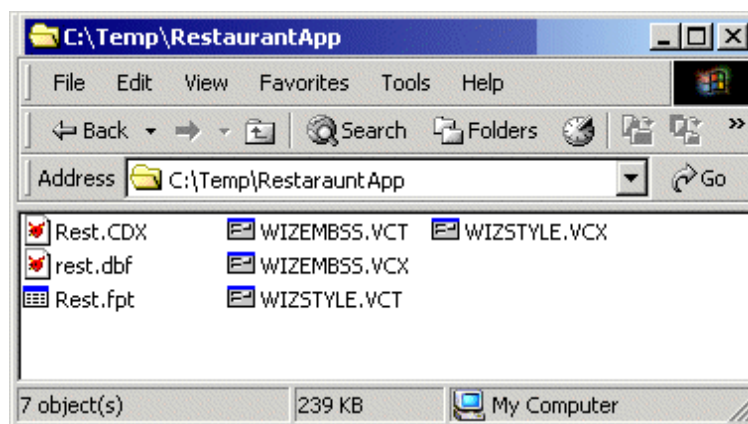 C:\Temp\RestaurantApp
File Edit View Favorites Tools Help
Back Search Folders »
Address C:\Temp\RestarauntApp Go
Rest.CDX WIZEMBSS.VCT WIZSTYLE.VCX
rest.dbf WIZEMBSS.VCX
Rest.fpt WIZSTYLE.VCT
7 object(s) 239 KB My Computer